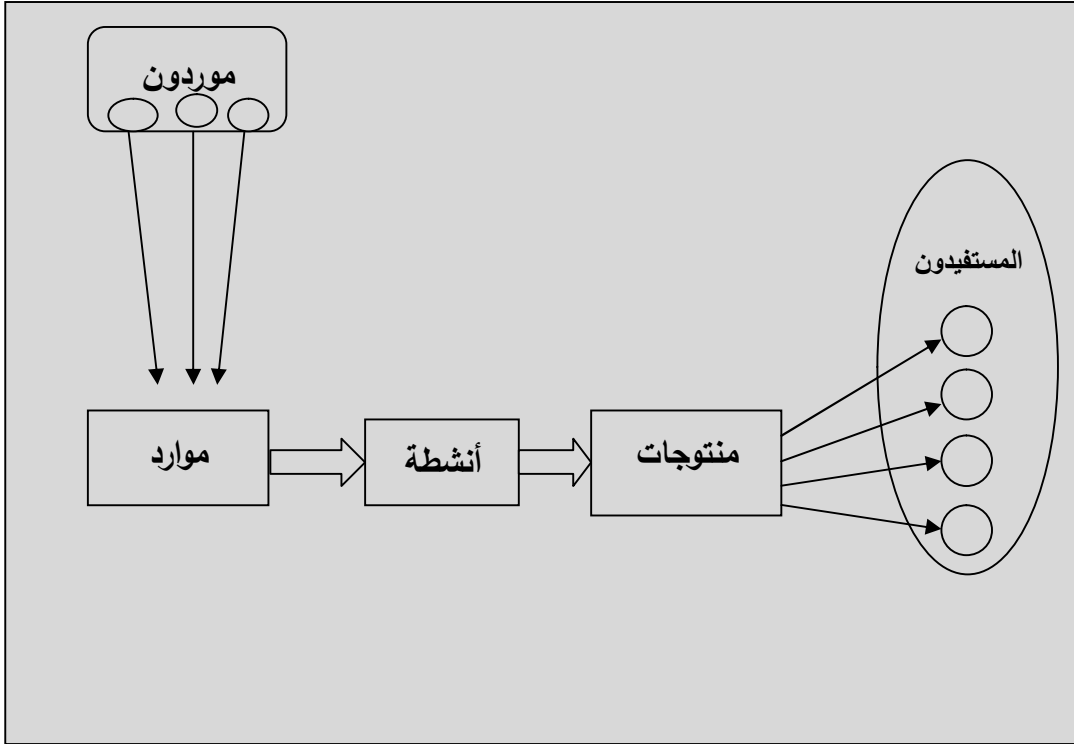 موردون
المستفيدون
موارد
أنشطة
منتوجات